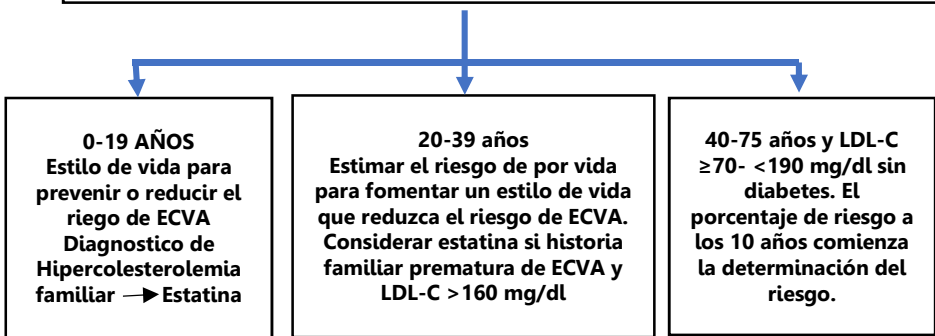 0-19 AÑOS
Estilo de vida para
prevenir o reducir el
riego de ECVA
Diagnostico de
Hipercolesterolemia
familiar → Estatina
20-39 años
Estimar el riesgo de por vida
para fomentar un estilo de vida
que reduzca el riesgo de ECVA.
Considerar estatina si historia
familiar prematura de ECVA y
LDL-C >160 mg/dl
40-75 años y LDL-C
≥70- <190 mg/dl sin
diabetes. El
porcentaje de riesgo a
los 10 años comienza
la determinación del
riesgo.